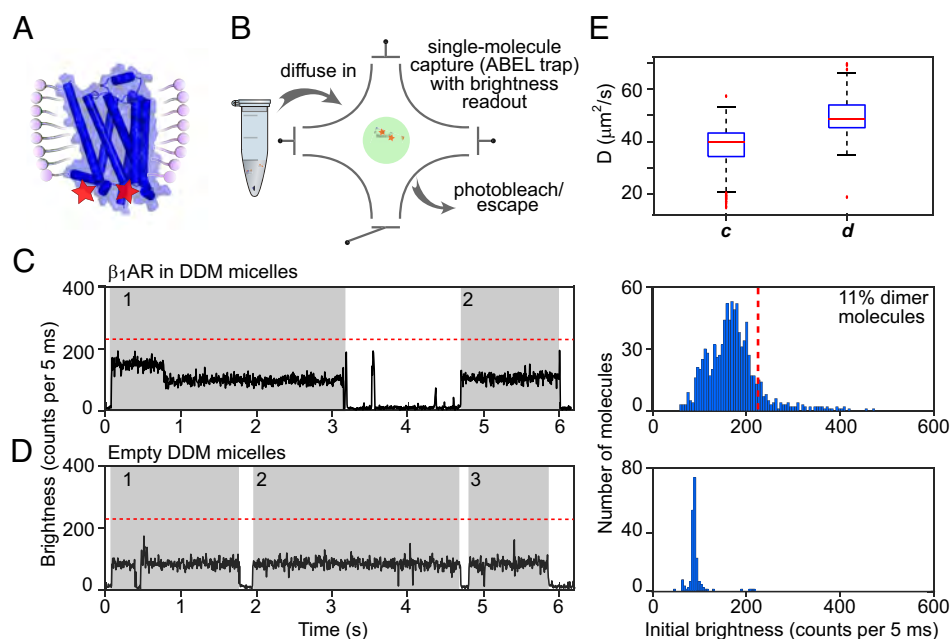 A
B
diffuse in
single-molecule
capture (ABEL trap)
with brightness
readout
photobleach/
escape
E
D (μm²/s)
60
40
20
c
d
C
β₁AR in DDM micelles
1
2
400
200
0
0 1 2 3 4 5 6
60
30
0
11% dimer
molecules
0 200 400 600
D
Empty DDM micelles
1
2
3
400
200
0
0 1 2 3 4 5 6
Time (s)
Brightness (counts per 5 ms)
80
40
0
0 200 400 600
Number of molecules
Initial brightness (counts per 5 ms)